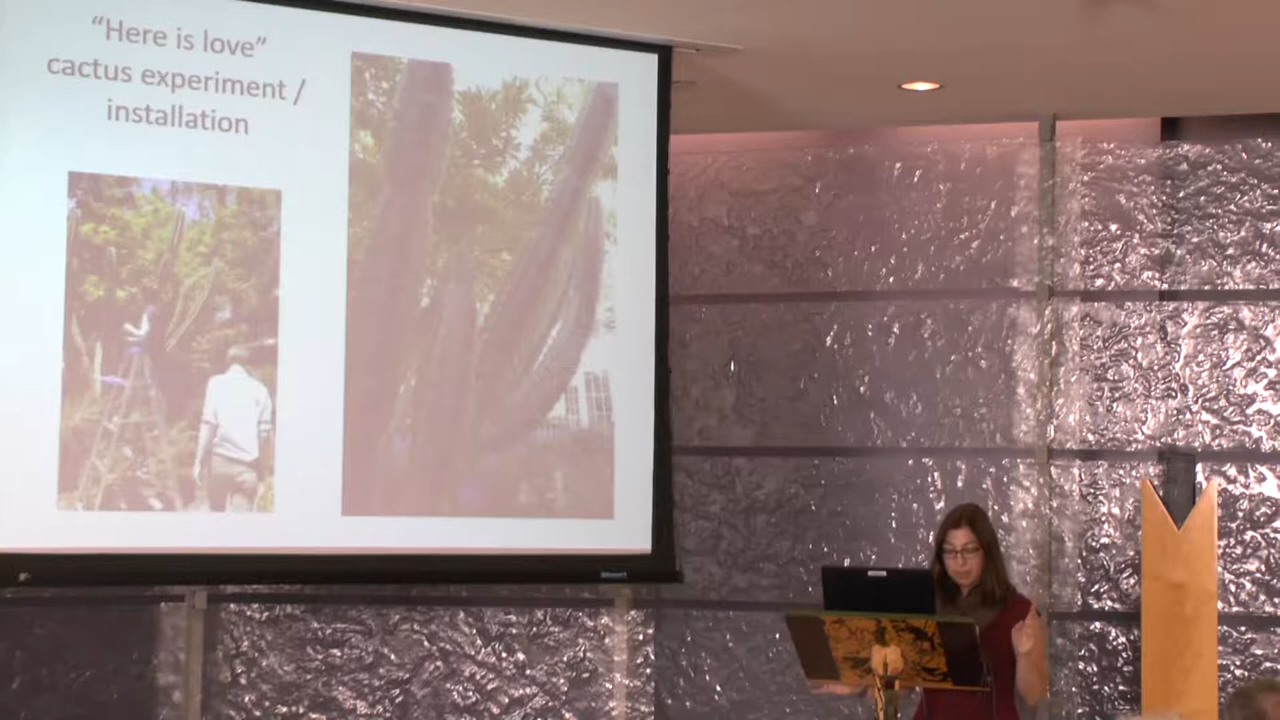 “Here is love”
cactus experiment /
installation